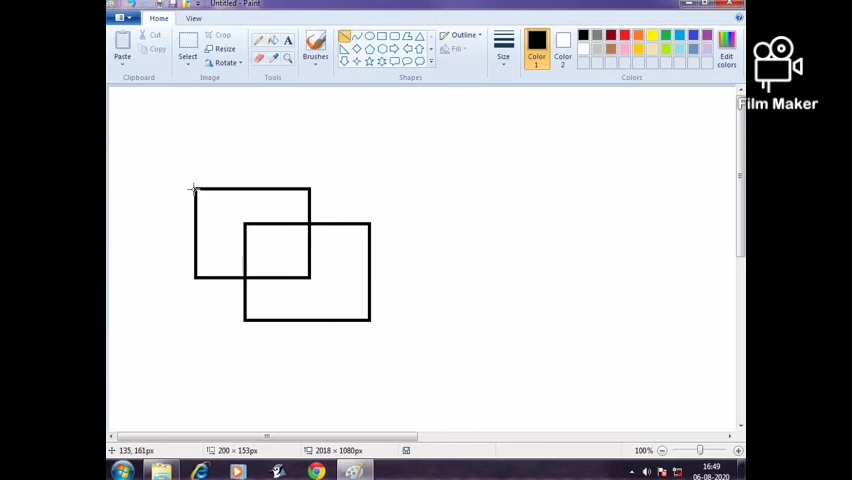 Untitled - Paint
Home
View
Paste
Cut
Copy
Clipboard
Select
Crop
Resize
Rotate
Image
A
Tools
Brushes
Outline
Fill
Shapes
Size
Color 1
Color 2
Edit colors
Colors
Film Maker
135, 161px
200 × 153px
2018 × 1080px
100%
16:49
06-08-2020